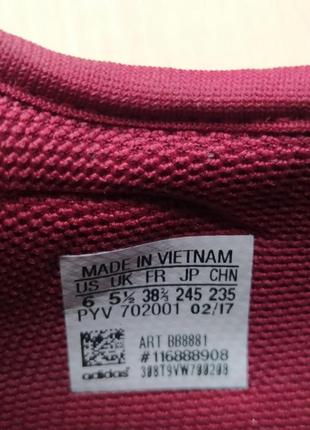 MADE IN VIETNAM
US UK FR JP CHN
6 5½ 38⅔ 245 235
PYV 702001 02/17
ART BB8881
#116888908
adidas 308T9VW700208